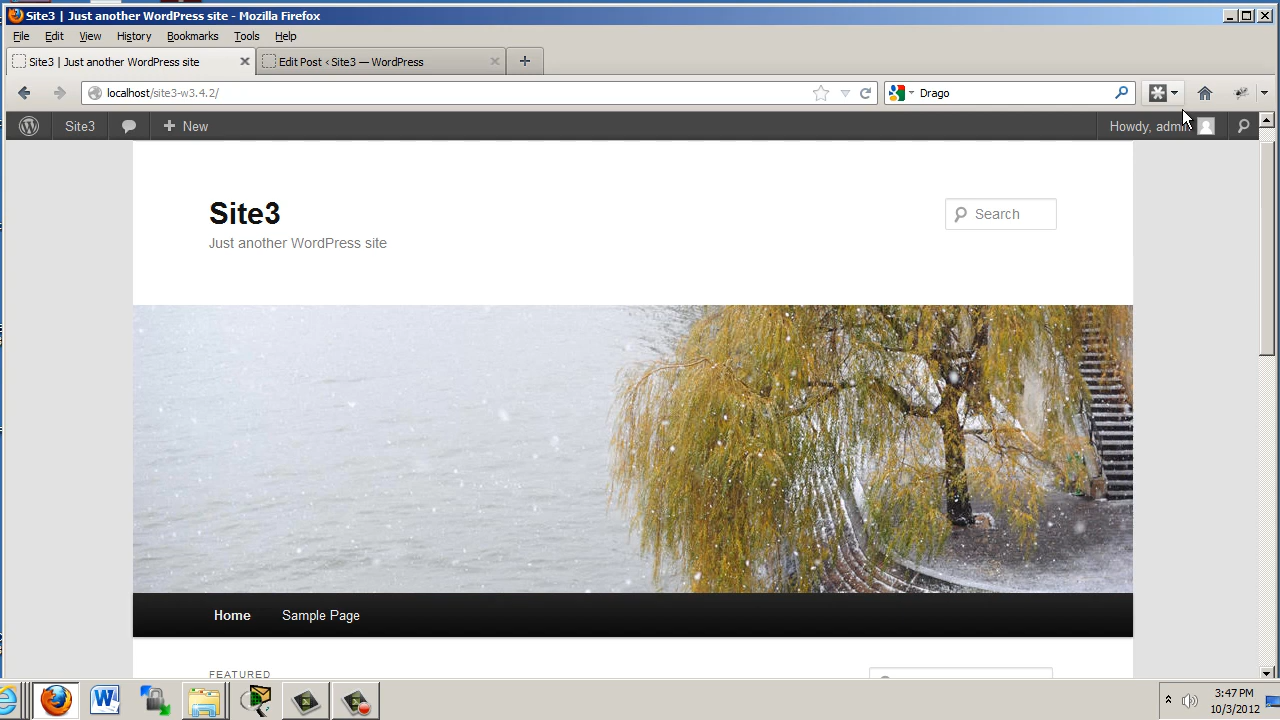 Site3 | Just another WordPress site - Mozilla Firefox
File Edit View History Bookmarks Tools Help
Site3 | Just another WordPress site
Edit Post ‹ Site3 — WordPress
localhost/site3-w3.4.2/
Drago
Site3
New
Howdy, admin
Site3
Search
Just another WordPress site
Home
Sample Page
FEATURED
3:47 PM
10/3/2012